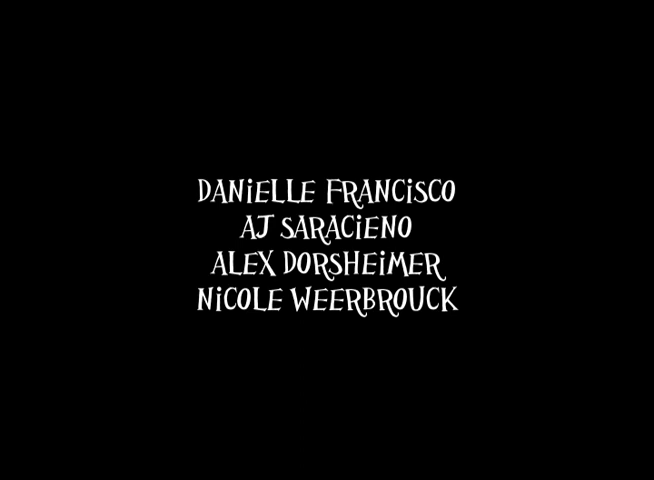 DANiELLE FRANCiSCO
AJ SARACiENO
ALEX DORSHEiMER
NiCOLE WEERBROUCK